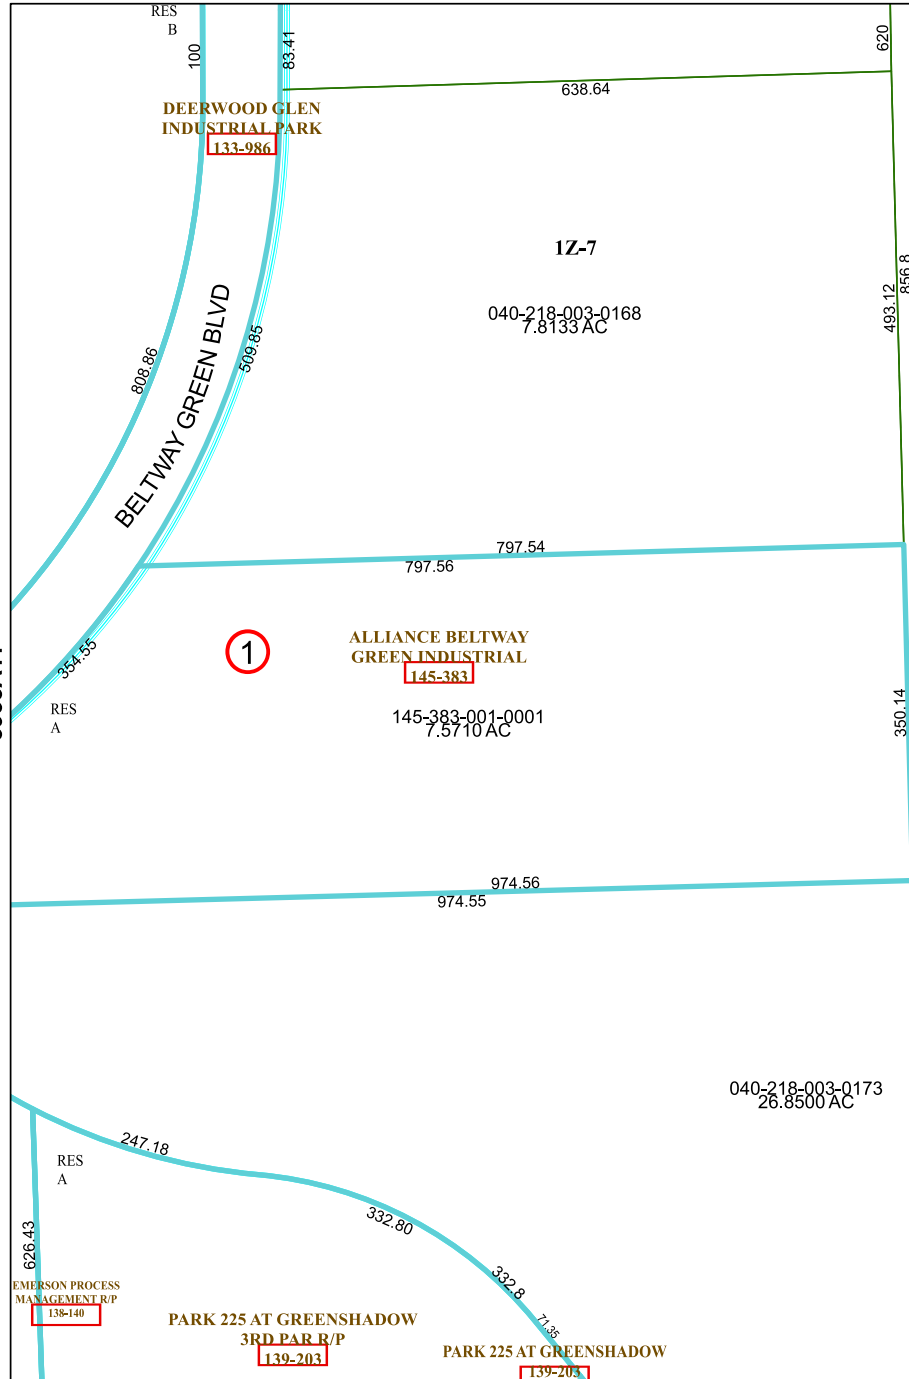 RES
B
100
83.41
620
638.64
DEERWOOD GLEN
INDUSTRIAL PARK
133-986
1Z-7
856.8
493.12
040-218-003-0168
7.8133 AC
BELTWAY GREEN BLVD
509.85
808.86
797.54
797.56
354.55
1
ALLIANCE BELTWAY
GREEN INDUSTRIAL
145-383
RES
A
145-383-001-0001
7.5710 AC
350.14
974.56
974.55
040-218-003-0173
26.8500 AC
247.18
RES
A
332.80
626.43
332.8
EMERSON PROCESS
MANAGEMENT R/P
138-140
71.35
PARK 225 AT GREENSHADOW
3RD PAR R/P
139-203
PARK 225 AT GREENSHADOW
139-203